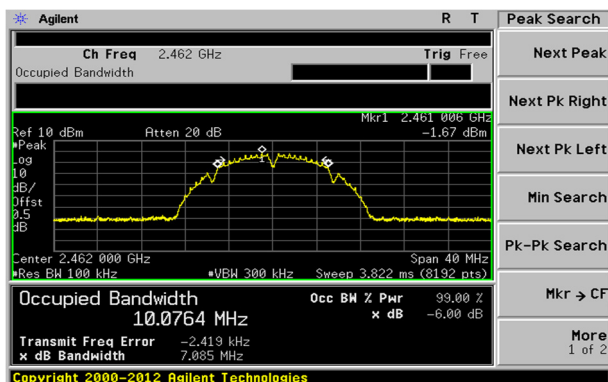 Agilent R T Peak Search
Ch Freq 2.462 GHz Trig Free
Occupied Bandwidth
Next Peak
Next Pk Right
Next Pk Left
Min Search
Pk-Pk Search
Mkr → CF
More
1 of 2
Mkr1 2.461 006 GHz
Ref 10 dBm Atten 20 dB -1.67 dBm
#Peak
Log
10
dB/
Offst
0.5
dB
1
Center 2.462 000 GHz Span 40 MHz
#Res BW 100 kHz #VBW 300 kHz Sweep 3.822 ms (8192 pts)
Occupied Bandwidth Occ BW % Pwr 99.00 %
10.0764 MHz x dB -6.00 dB
Transmit Freq Error -2.419 kHz
x dB Bandwidth 7.085 MHz
Copyright 2000-2012 Agilent Technologies